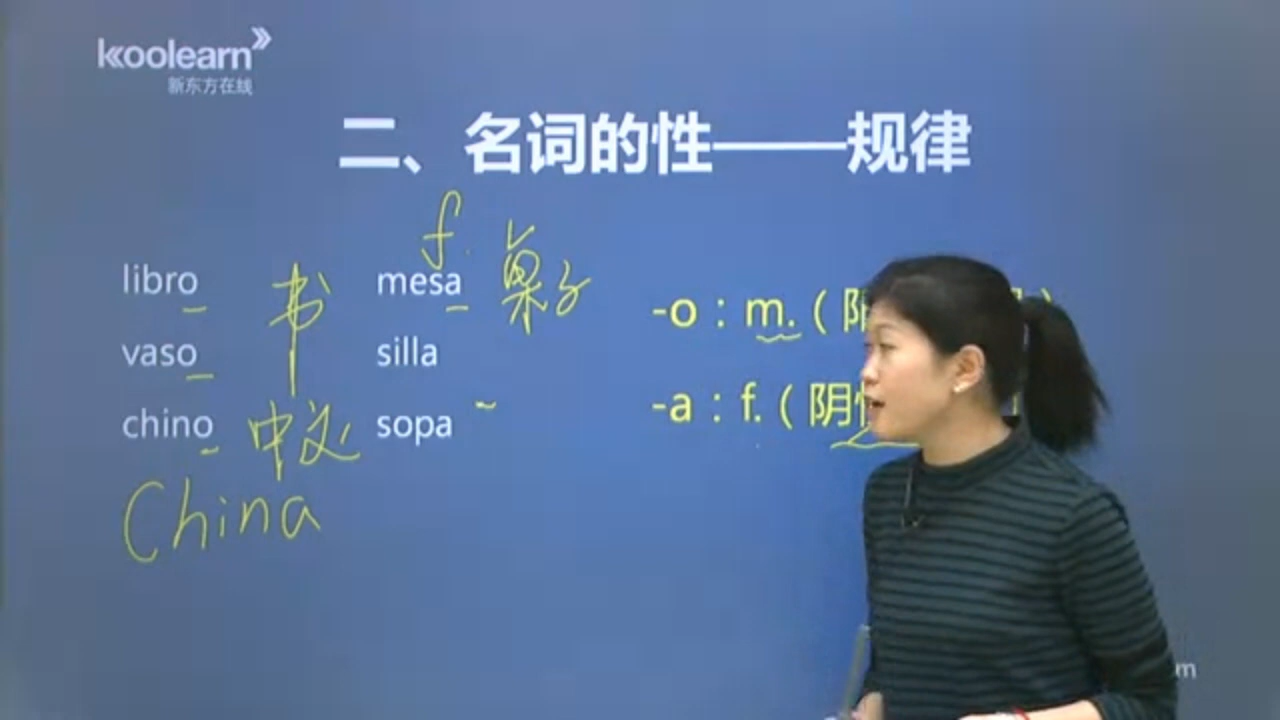 koolearn
新东方在线
二、名词的性——规律
f.
libro 书 mesa 桌子
-o：m.（阳
vaso silla
chino 中文 sopa
-a：f.（阴性
China
m